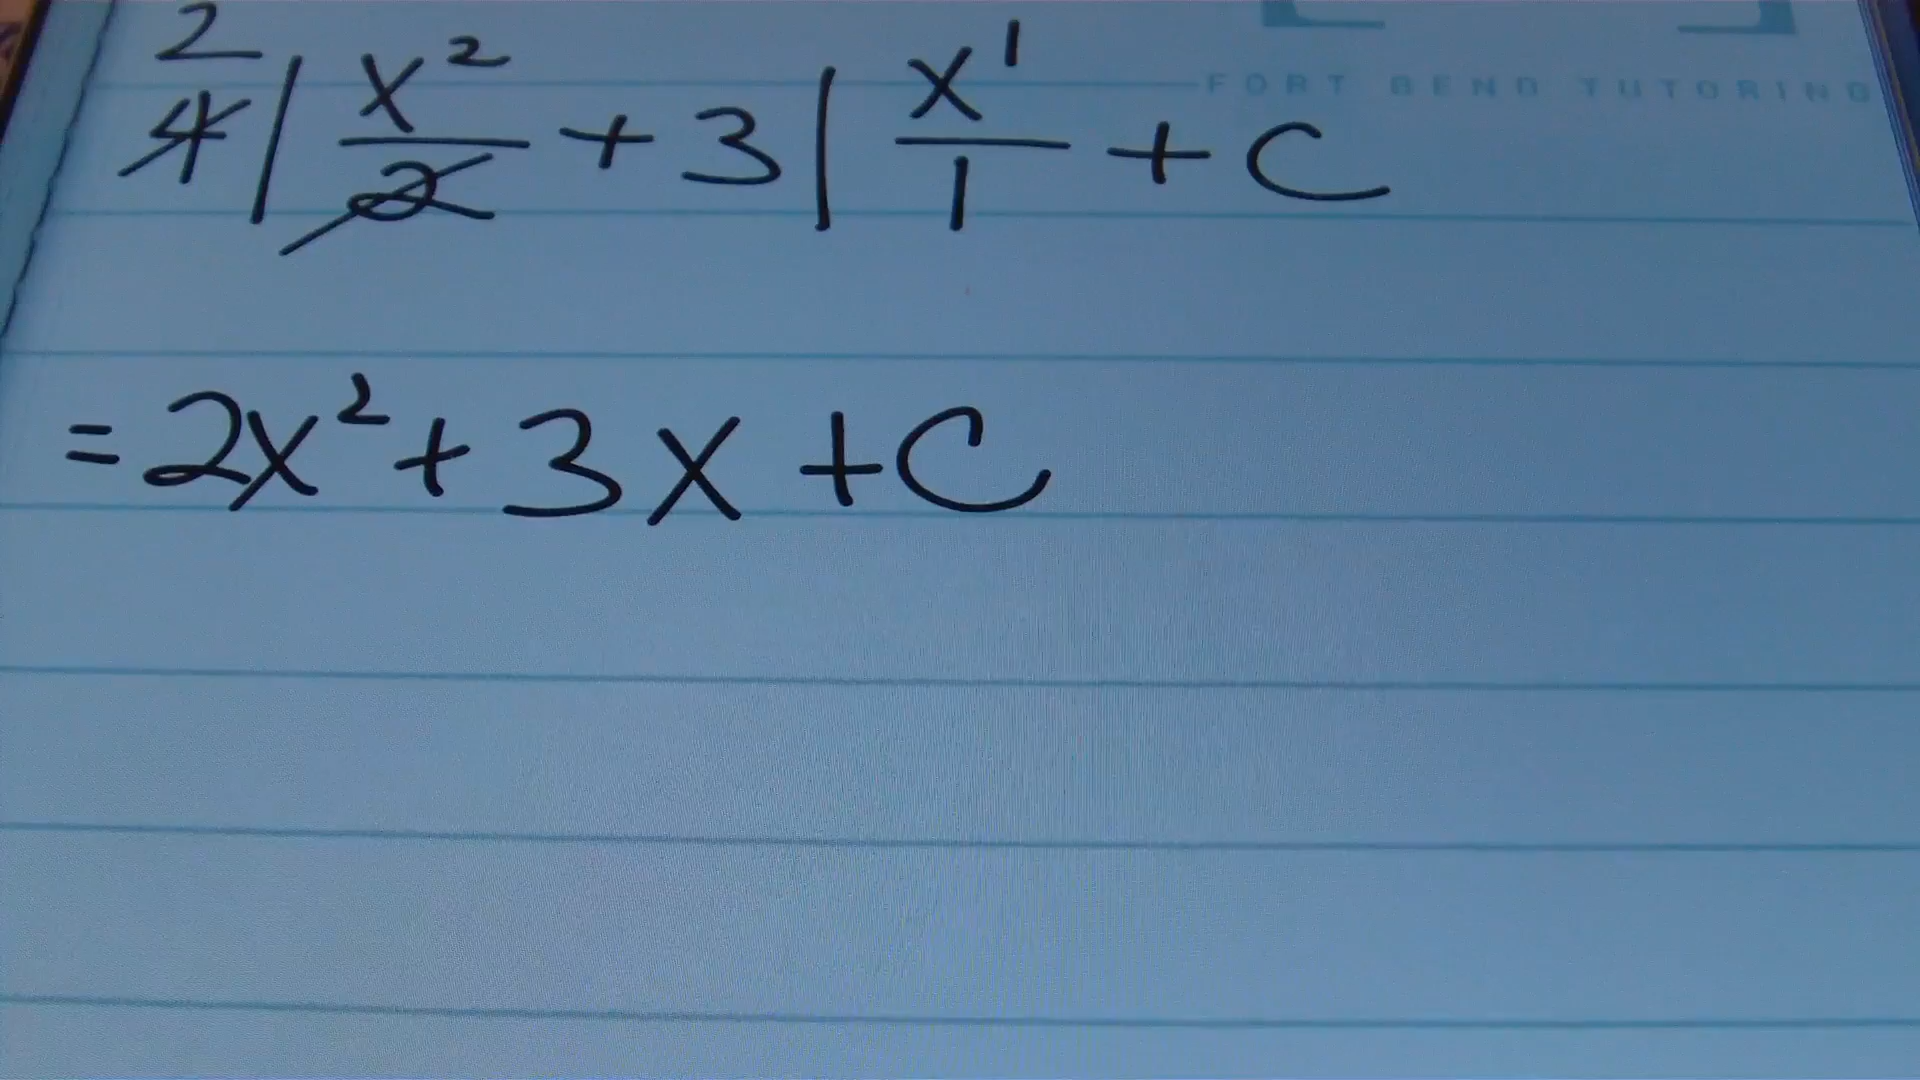 2
4| x²/2 + 3| x¹/1 + C
FORT BEND TUTORING
= 2x² + 3x + C